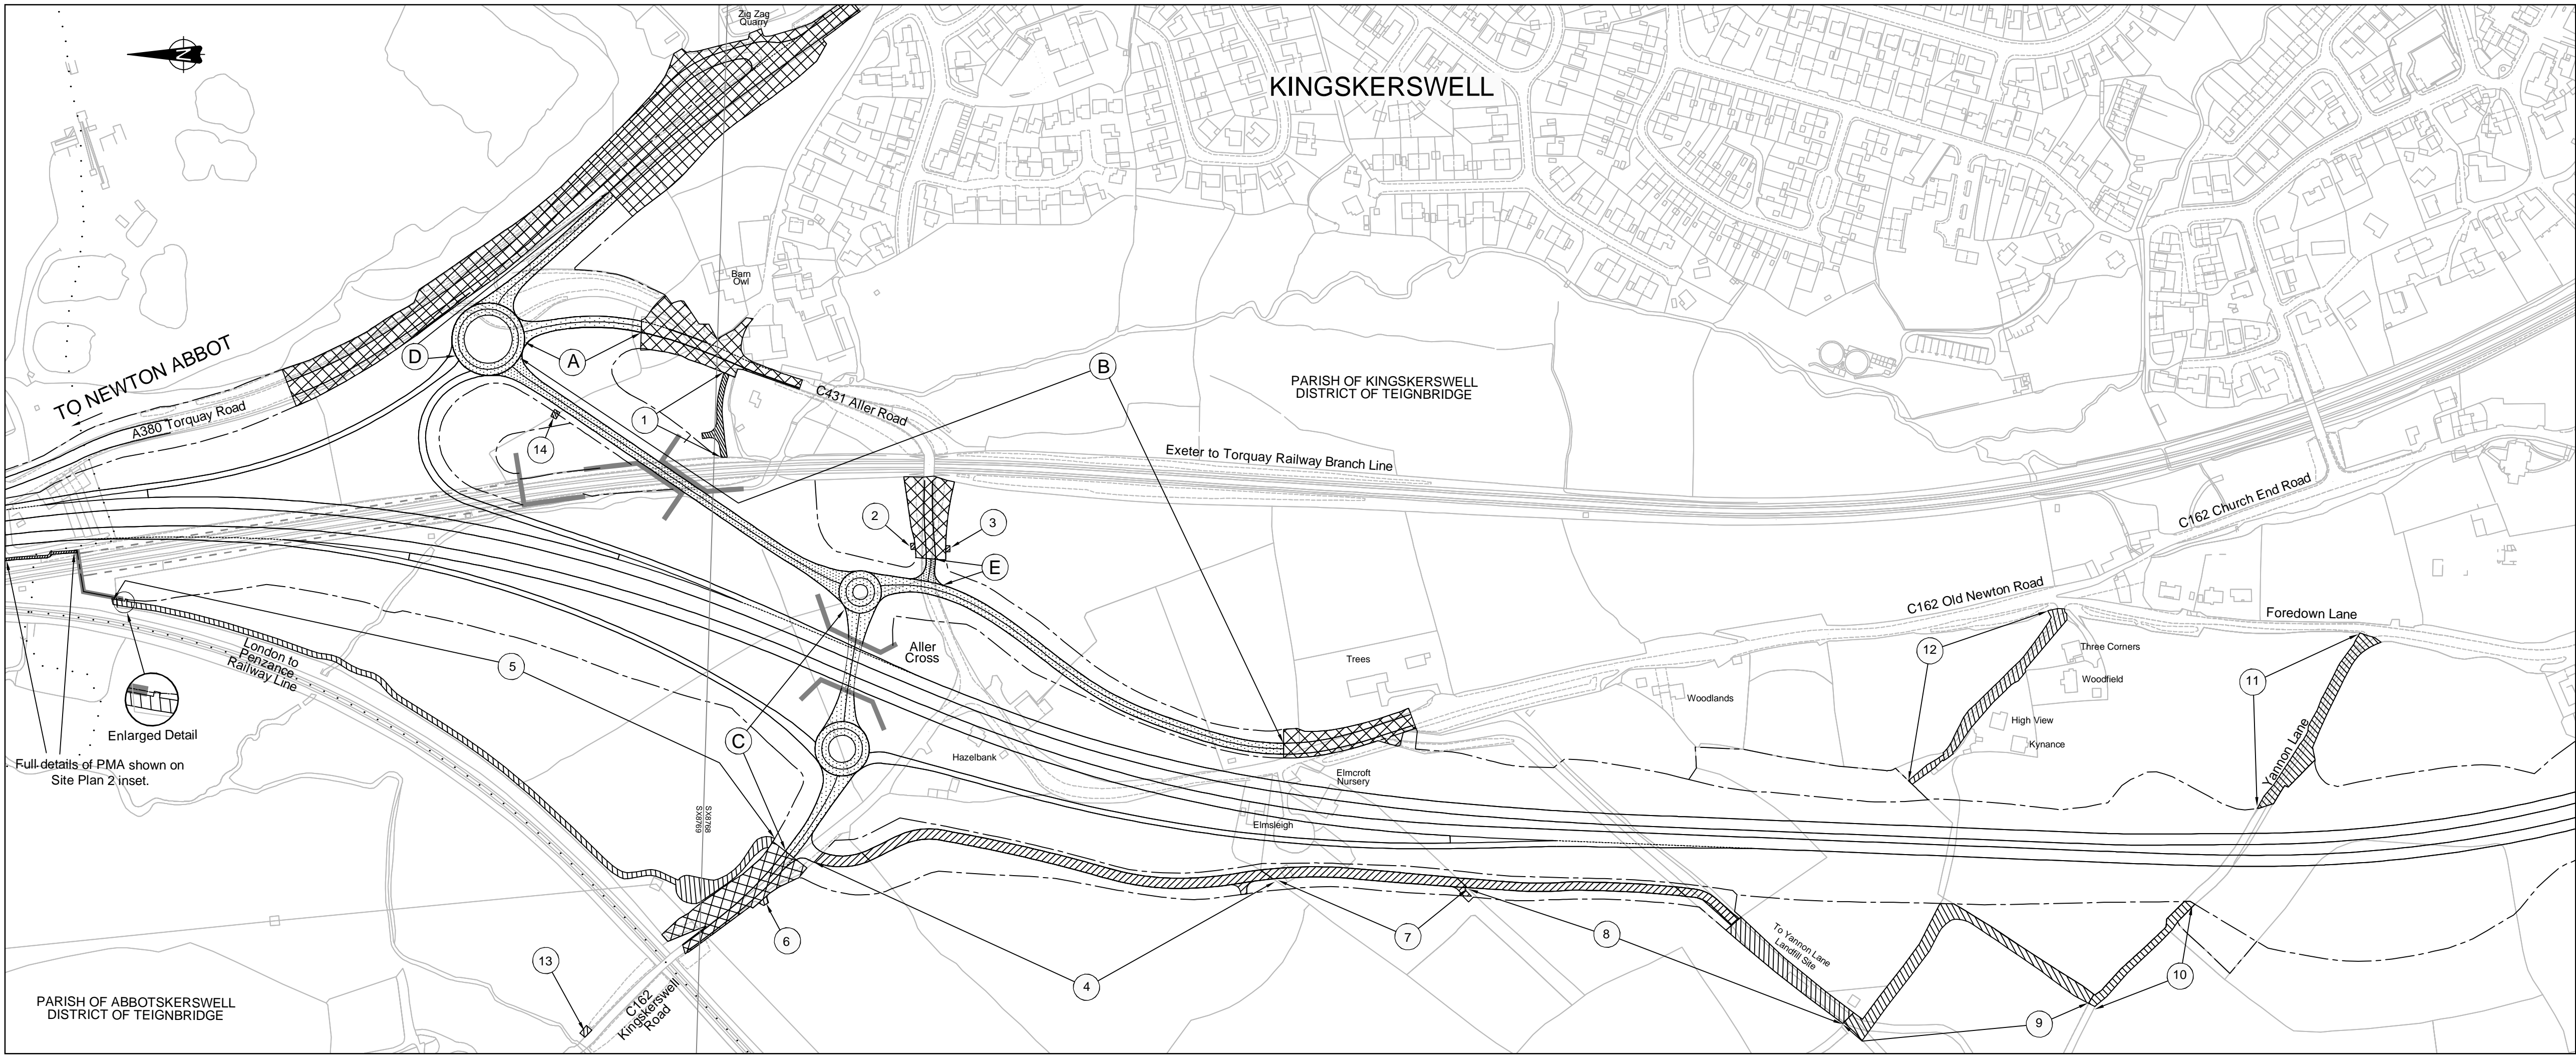 Zig Zag
Quarry
N
KINGSKERSWELL
Barn
Owl
TO NEWTON ABBOT
A380 Torquay Road
D
A
B
PARISH OF KINGSKERSWELL
DISTRICT OF TEIGNBRIDGE
C431 Aller Road
1
14
Exeter to Torquay Railway Branch Line
C162 Church End Road
2
3
E
C162 Old Newton Road
Foredown Lane
London to
Penzance
Railway Line
5
Aller
Cross
Trees
12
Three Corners
Woodfield
11
Woodlands
High View
Kynance
Yannon Lane
Enlarged Detail
C
Hazelbank
Full details of PMA shown on
Site Plan 2 inset.
Elmcroft
Nursery
SX8768
SX8769
Elmsleigh
6
7
8
To Yannon Lane
Landfill Site
13
4
10
9
C162
Kingskerswell
Road
PARISH OF ABBOTSKERSWELL
DISTRICT OF TEIGNBRIDGE